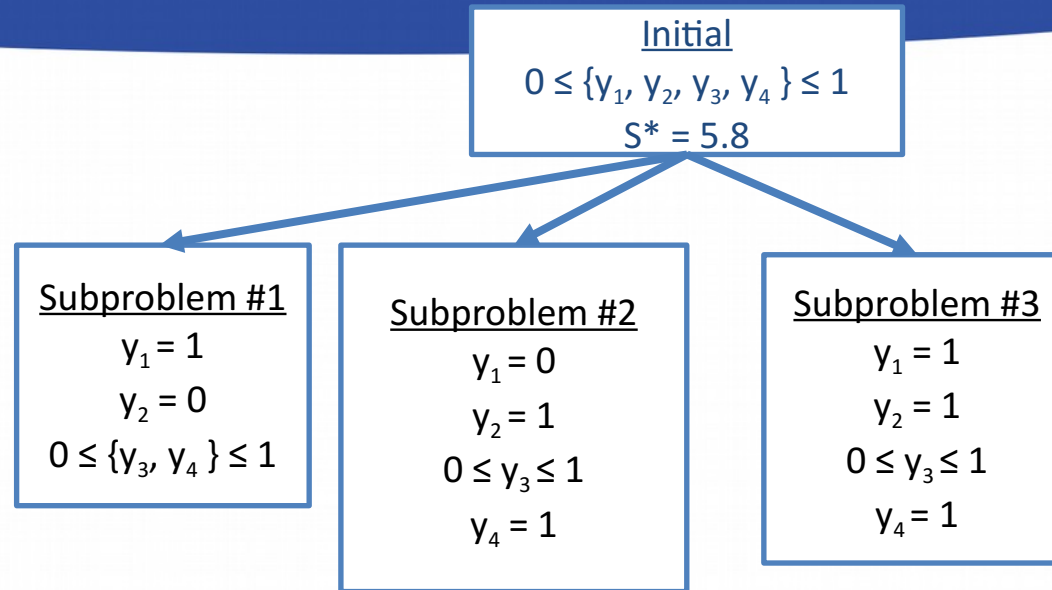 Initial
0 ≤ {y₁, y₂, y₃, y₄ } ≤ 1
S* = 5.8
Subproblem #1
y₁ = 1
y₂ = 0
0 ≤ {y₃, y₄ } ≤ 1
Subproblem #2
y₁ = 0
y₂ = 1
0 ≤ y₃ ≤ 1
y₄ = 1
Subproblem #3
y₁ = 1
y₂ = 1
0 ≤ y₃ ≤ 1
y₄ = 1